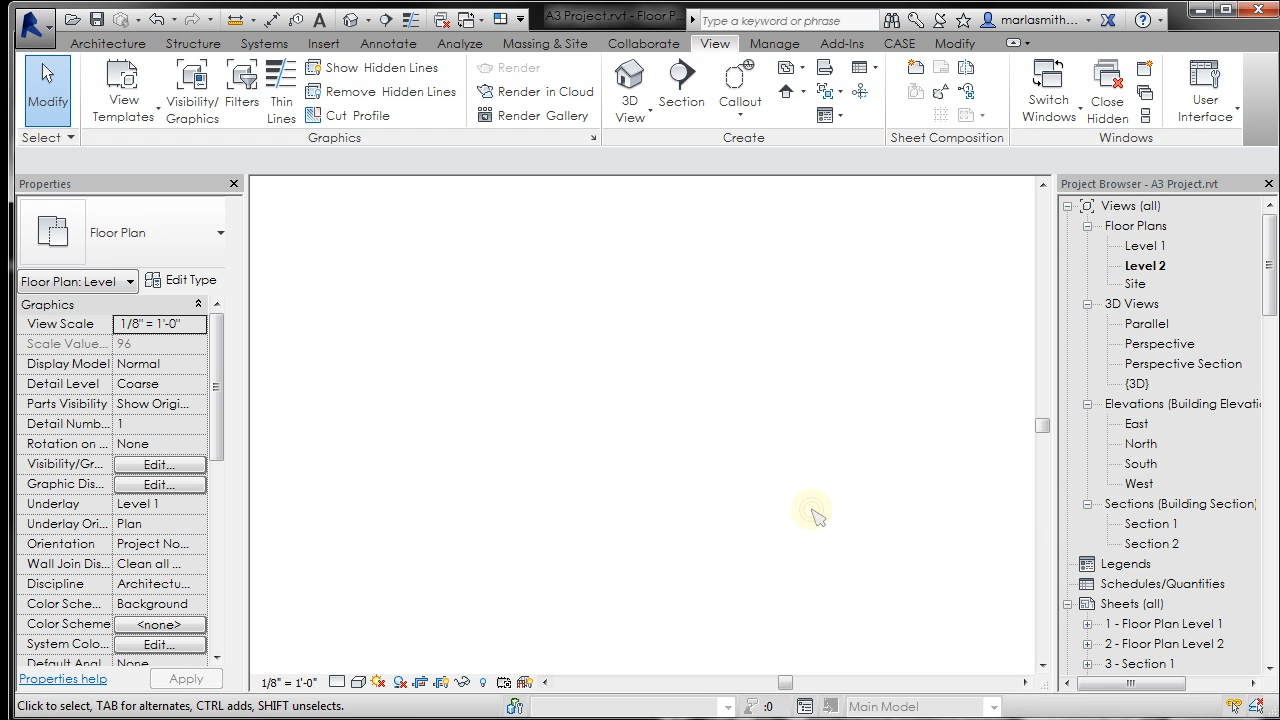 A3 Project.rvt - Floor P...
Type a keyword or phrase
marlasmith...
Architecture Structure Systems Insert Annotate Analyze Massing & Site Collaborate View Manage Add-Ins CASE Modify
Modify
View Templates
Visibility/ Graphics
Filters
Thin Lines
Show Hidden Lines
Remove Hidden Lines
Cut Profile
Render
Render in Cloud
Render Gallery
3D View
Section
Callout
Switch Windows
Close Hidden
User Interface
Select
Graphics
Create
Sheet Composition
Windows
Properties
Floor Plan
Floor Plan: Level
Edit Type
Graphics
View Scale 1/8" = 1'-0"
Scale Value... 96
Display Model Normal
Detail Level Coarse
Parts Visibility Show Origi...
Detail Numb... 1
Rotation on ... None
Visibility/Gr... Edit...
Graphic Dis... Edit...
Underlay Level 1
Underlay Ori... Plan
Orientation Project No...
Wall Join Dis... Clean all ...
Discipline Architectu...
Color Sche... Background
Color Scheme <none>
System Colo... Edit...
Default Anal... None
Properties help
Apply
1/8" = 1'-0"
Project Browser - A3 Project.rvt
Views (all)
Floor Plans
Level 1
Level 2
Site
3D Views
Parallel
Perspective
Perspective Section
{3D}
Elevations (Building Elevati
East
North
South
West
Sections (Building Section)
Section 1
Section 2
Legends
Schedules/Quantities
Sheets (all)
1 - Floor Plan Level 1
2 - Floor Plan Level 2
3 - Section 1
Click to select, TAB for alternates, CTRL adds, SHIFT unselects.
:0
Main Model